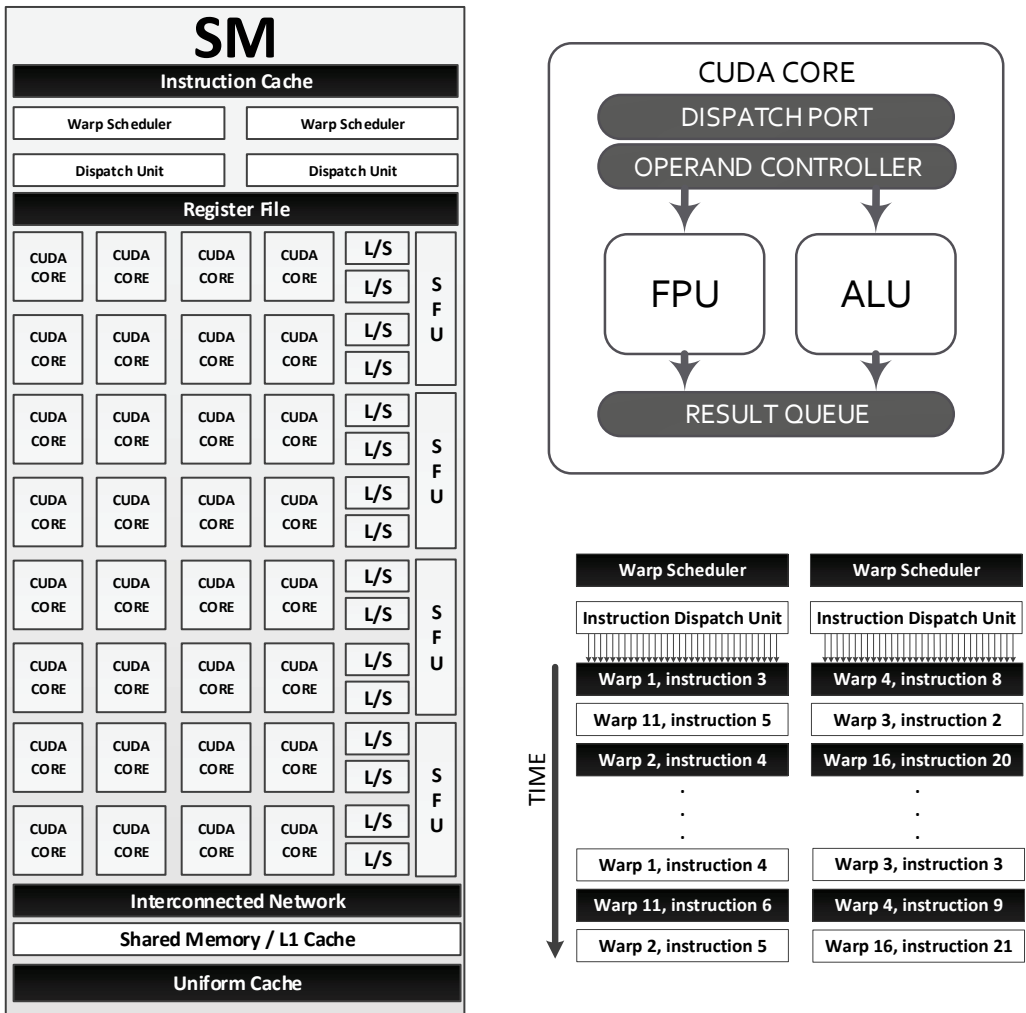 SM
Instruction Cache
Warp Scheduler Warp Scheduler
Dispatch Unit Dispatch Unit
Register File
CUDA CUDA CUDA CUDA L/S
CORE CORE CORE CORE L/S
CUDA CUDA CUDA CUDA L/S
CORE CORE CORE CORE L/S
S
F
U
CUDA CUDA CUDA CUDA L/S
CORE CORE CORE CORE L/S
CUDA CUDA CUDA CUDA L/S
CORE CORE CORE CORE L/S
S
F
U
CUDA CUDA CUDA CUDA L/S
CORE CORE CORE CORE L/S
CUDA CUDA CUDA CUDA L/S
CORE CORE CORE CORE L/S
S
F
U
CUDA CUDA CUDA CUDA L/S
CORE CORE CORE CORE L/S
CUDA CUDA CUDA CUDA L/S
CORE CORE CORE CORE L/S
S
F
U
Interconnected Network
Shared Memory / L1 Cache
Uniform Cache
CUDA CORE
DISPATCH PORT
OPERAND CONTROLLER
FPU ALU
RESULT QUEUE
Warp Scheduler Warp Scheduler
Instruction Dispatch Unit Instruction Dispatch Unit
TIME
Warp 1, instruction 3 Warp 4, instruction 8
Warp 11, instruction 5 Warp 3, instruction 2
Warp 2, instruction 4 Warp 16, instruction 20
. .
. .
. .
Warp 1, instruction 4 Warp 3, instruction 3
Warp 11, instruction 6 Warp 4, instruction 9
Warp 2, instruction 5 Warp 16, instruction 21